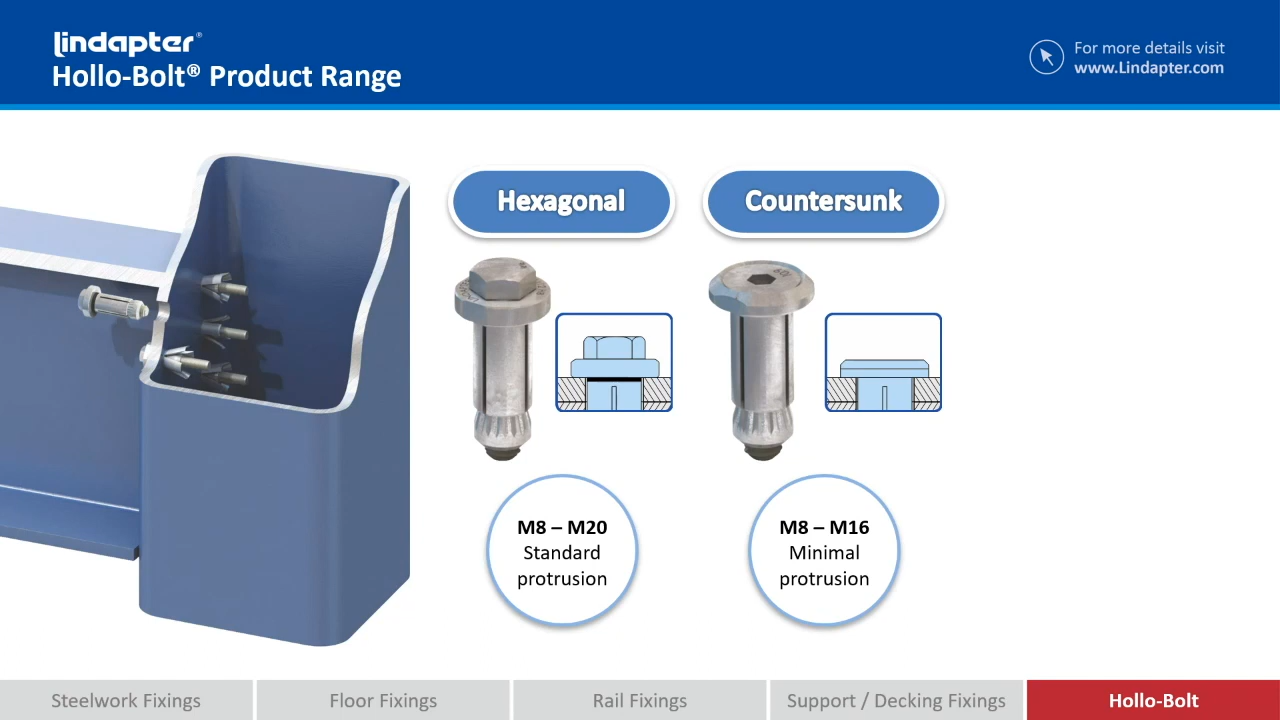 lindapter®
Hollo-Bolt® Product Range
For more details visit
www.Lindapter.com
Hexagonal
Countersunk
M8 – M20
Standard
protrusion
M8 – M16
Minimal
protrusion
Steelwork Fixings
Floor Fixings
Rail Fixings
Support / Decking Fixings
Hollo-Bolt